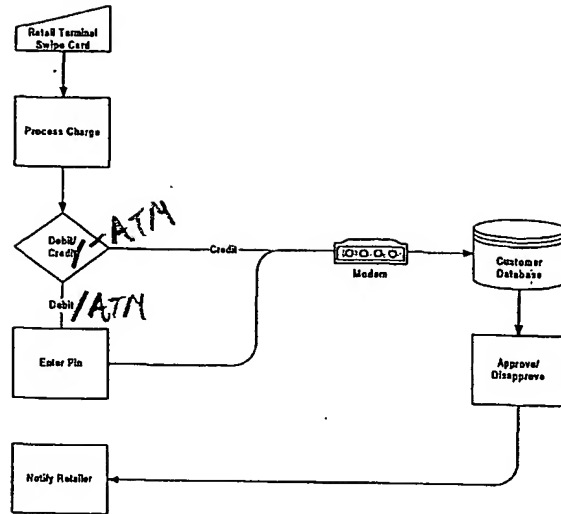 Retail Terminal
Swipe Card
Process Charge
Debit/
Credit/-ATM
Credit
Modem
Customer
Database
Debit/ATM
Enter Pin
Approve/
Disapprove
Notify Retailer